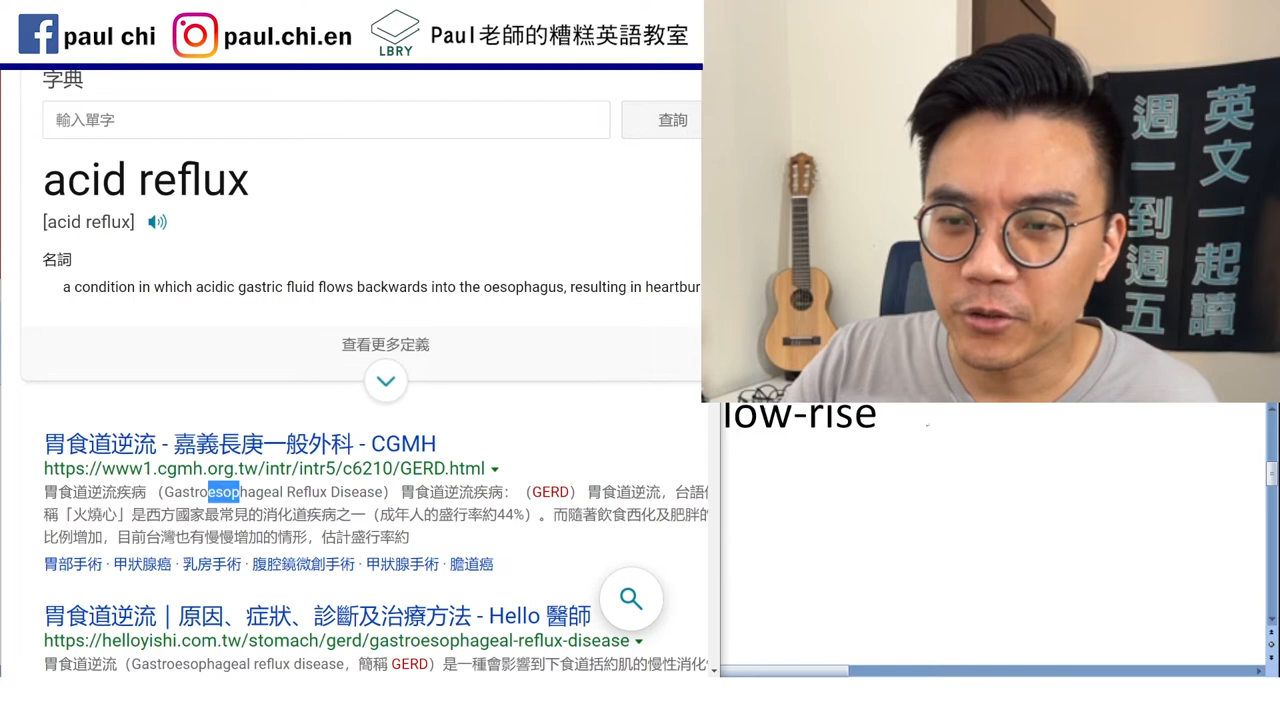 paul chi
paul.chi.en
LBRY
Paul老師的糟糕英語教室
字典
輸入單字
查詢
acid reflux
[acid reflux]
名詞
a condition in which acidic gastric fluid flows backwards into the oesophagus, resulting in heartbur
查看更多定義
胃食道逆流 - 嘉義長庚一般外科 - CGMH
https://www1.cgmh.org.tw/intr/intr5/c6210/GERD.html
胃食道逆流疾病 （Gastroesophageal Reflux Disease） 胃食道逆流疾病： （GERD） 胃食道逆流，台語
稱「火燒心」是西方國家最常見的消化道疾病之一（成年人的盛行率約44%）。而隨著飲食西化及肥胖的
比例增加，目前台灣也有慢慢增加的情形，估計盛行率約
胃部手術 · 甲狀腺癌 · 乳房手術 · 腹腔鏡微創手術 · 甲狀腺手術 · 膽道癌
胃食道逆流｜原因、症狀、診斷及治療方法 - Hello 醫師
https://helloyishi.com.tw/stomach/gerd/gastroesophageal-reflux-disease
胃食道逆流（Gastroesophageal reflux disease，簡稱 GERD）是一種會影響到下食道括約肌的慢性消化
英文一起讀
週一到週五
low-rise